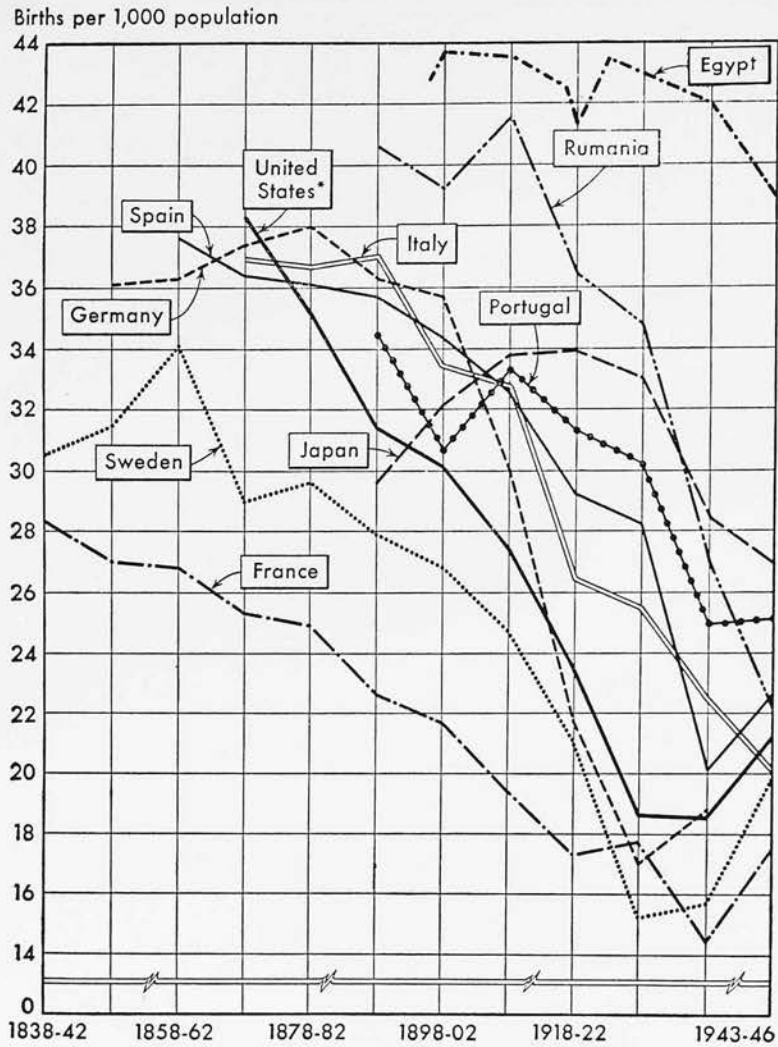 Births per 1,000 population
44
42
40
38
36
34
32
30
28
26
24
22
20
18
16
14
0
Egypt
Rumania
United
States*
Spain
Italy
Germany
Portugal
Sweden
Japan
France
1838-42 1858-62 1878-82 1898-02 1918-22 1943-46